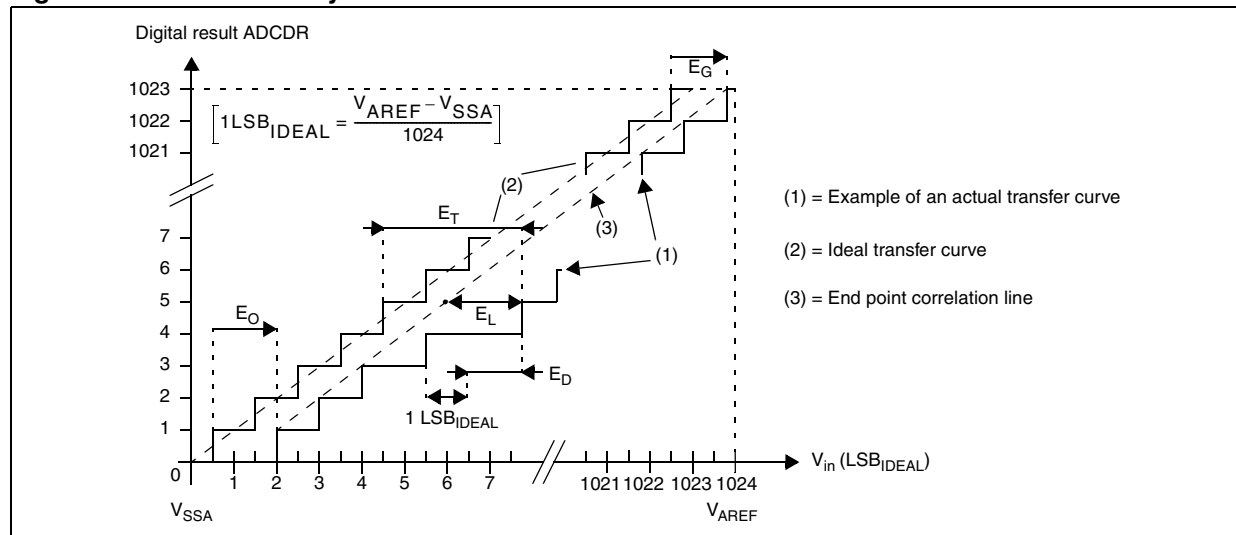 Digital result ADCDR
1023
1022
1021
7
6
5
4
3
2
1
0
[1LSB_IDEAL = (V_AREF – V_SSA) / 1024]
E_G
(2)
E_T
(3)
(1)
E_O
E_L
E_D
1 LSB_IDEAL
(1) = Example of an actual transfer curve
(2) = Ideal transfer curve
(3) = End point correlation line
1 2 3 4 5 6 7 1021 1022 1023 1024
V_in (LSB_IDEAL)
V_SSA
V_AREF